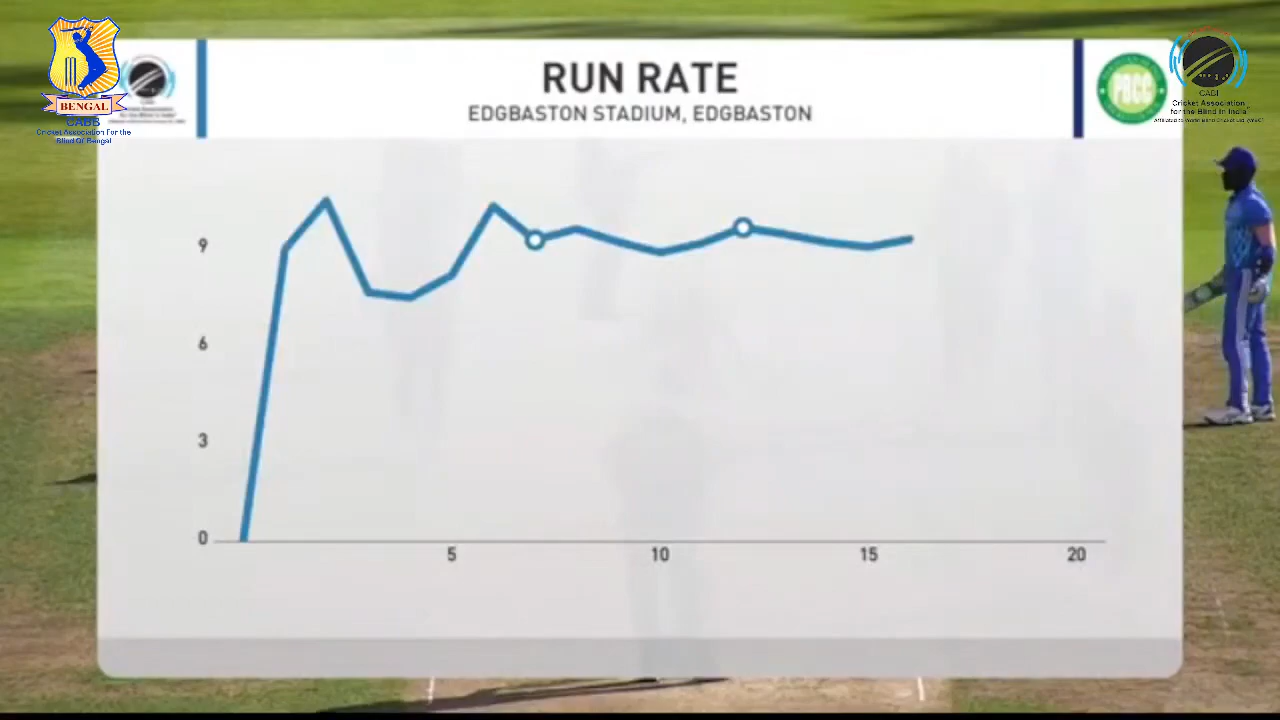 RUN RATE
EDGBASTON STADIUM, EDGBASTON
BENGAL
CABB
Cricket Association For the
Blind Of Bengal
CABI
PBCC
CABI
Cricket Association
for the Blind in India
9
6
3
0
5 10 15 20